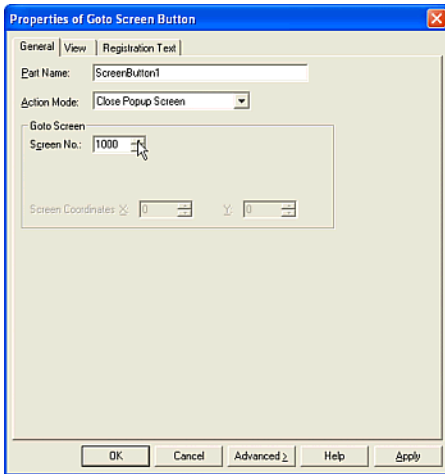 Properties of Goto Screen Button
General View Registration Text
Part Name: ScreenButton1
Action Mode: Close Popup Screen
Goto Screen
Screen No.: 1000
Screen Coordinates X: 0 Y: 0
OK Cancel Advanced > Help Apply